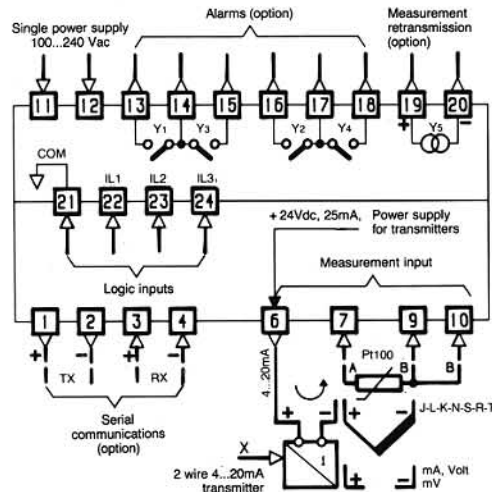 Alarms (option)
Single power supply
100...240 Vac
Measurement
retransmission
(option)
11 12 13 14 15 16 17 18 19 20
Y1 Y3 Y2 Y4 + Y5 -
COM
IL1 IL2 IL3
21 22 23 24
+ 24Vdc, 25mA,
Power supply
for transmitters
Logic inputs
Measurement input
1 2 3 4 6 7 9 10
+ - + -
TX RX
Serial
communications
(option)
4...20mA
Pt100
A B B
+ -
+ -
J-L-K-N-S-R-T
X
1
2 wire 4...20mA
transmitter
+ -
mA, Volt
mV